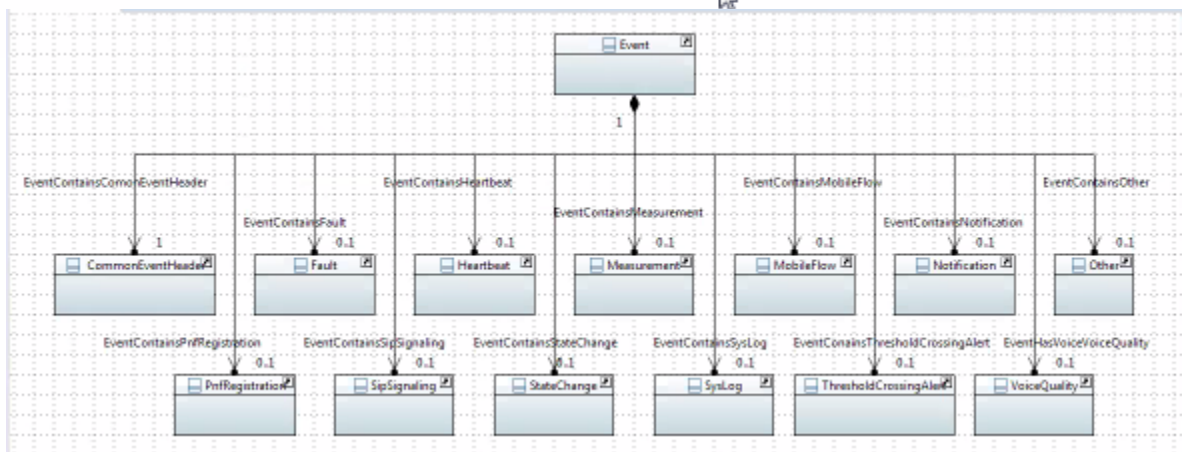 Event
1
EventContainsComonEventHeader
EventContainsHeartbeat
EventContainsMobileFlow
EventContainsOther
EventContainsFault
EventContainsMeasurement
EventContainsNotification
1
0..1
0..1
0..1
0..1
0..1
0..1
CommonEventHeader
Fault
Heartbeat
Measurement
MobileFlow
Notification
Other
EventContainsPnfRegistration
EventContainsSipSignaling
EventContainsStateChange
EventContainsSysLog
EventConainsThresholdCrossingAlert
EventHasVoiceVoiceQuality
0..1
0..1
0..1
0..1
0..1
0..1
PnfRegistration
SipSignaling
StateChange
SysLog
ThresholdCrossingAlert
VoiceQuality